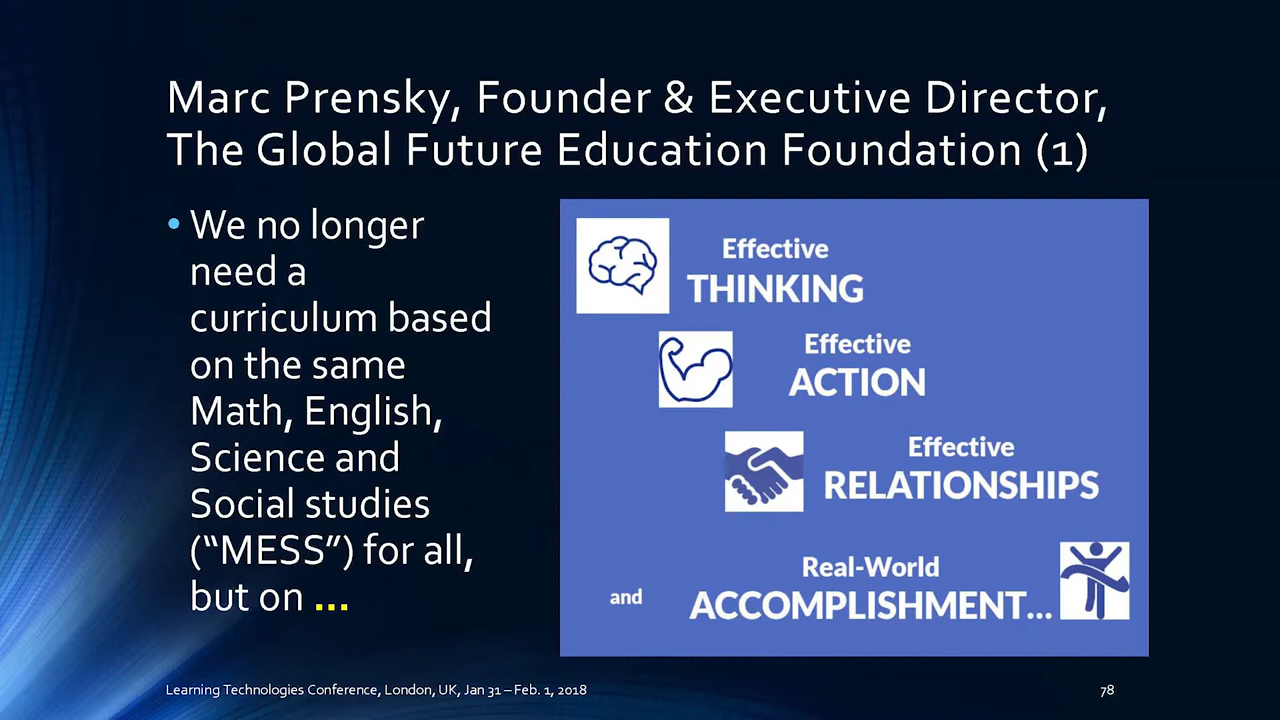 Marc Prensky, Founder & Executive Director,
The Global Future Education Foundation (1)
• We no longer
need a
curriculum based
on the same
Math, English,
Science and
Social studies
(“MESS”) for all,
but on ...
Effective
THINKING
Effective
ACTION
Effective
RELATIONSHIPS
Real-World
and ACCOMPLISHMENT...
Learning Technologies Conference, London, UK, Jan 31 – Feb. 1, 2018
78